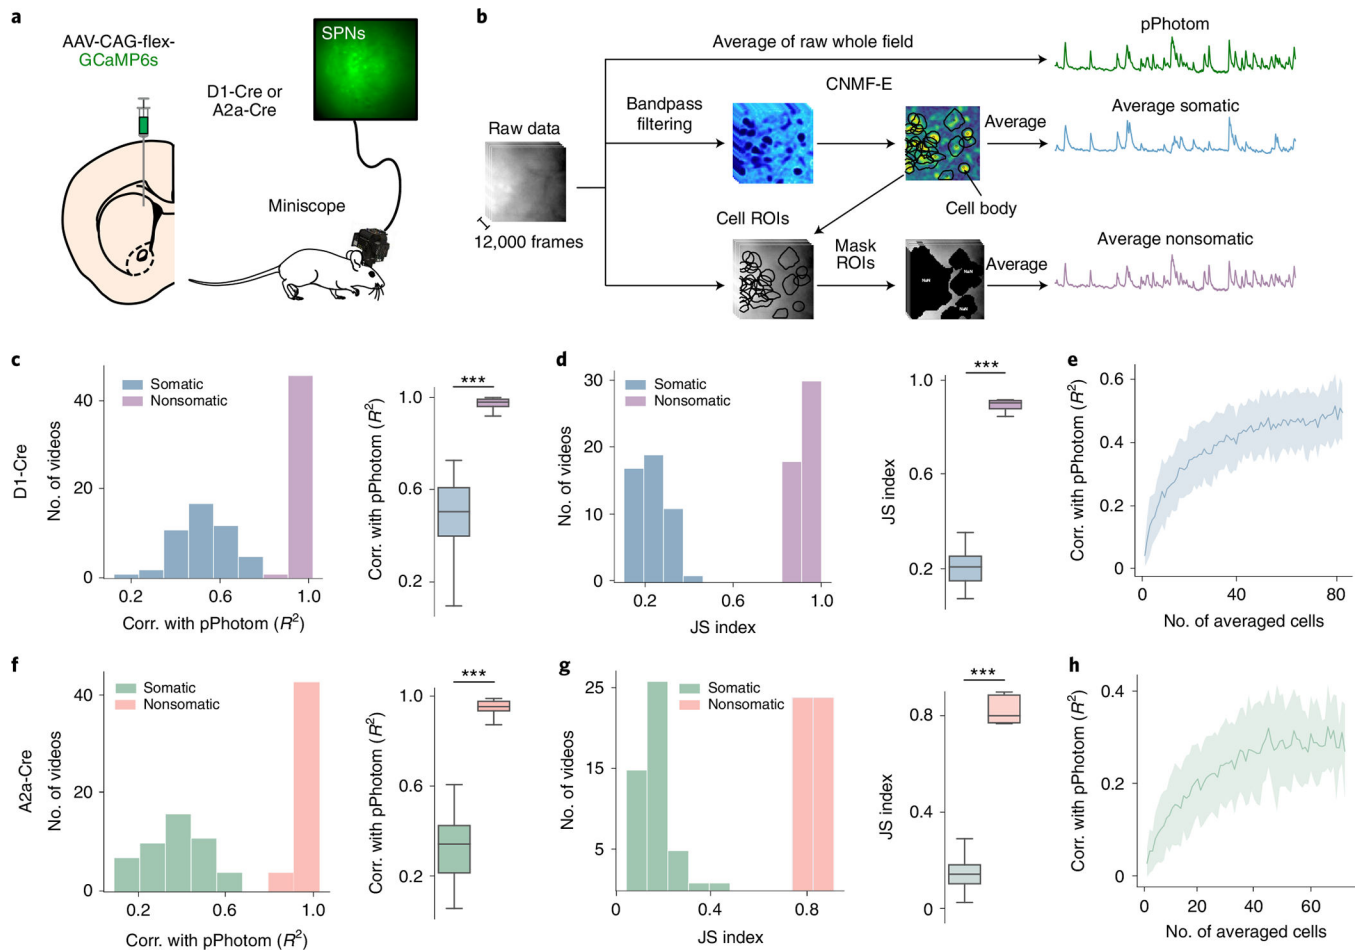 a
AAV-CAG-flex-
GCaMP6s
D1-Cre or
A2a-Cre
SPNs
Miniscope
b
Raw data
12,000 frames
Average of raw whole field
pPhotom
Bandpass
filtering
CNMF-E
Average
Average somatic
Cell body
Cell ROIs
Mask
ROIs
NaN
NaN
NaN
Average
Average nonsomatic
c
D1-Cre
No. of videos
40
20
0
Somatic
Nonsomatic
0.2
0.6
1.0
Corr. with pPhotom (R²)
Corr. with pPhotom (R²)
1.0
0.6
0.2
***
d
No. of videos
30
20
10
0
Somatic
Nonsomatic
0.2
0.6
1.0
JS index
JS index
1.0
0.6
0.2
***
e
Corr. with pPhotom (R²)
0.6
0.4
0.2
0
0
40
80
No. of averaged cells
f
A2a-Cre
No. of videos
40
20
0
Somatic
Nonsomatic
0.2
0.6
1.0
Corr. with pPhotom (R²)
Corr. with pPhotom (R²)
1.0
0.6
0.2
***
g
No. of videos
25
15
5
Somatic
Nonsomatic
0
0.4
0.8
JS index
JS index
0.8
0.4
0
***
h
Corr. with pPhotom (R²)
0.4
0.2
0
0
20
40
60
No. of averaged cells